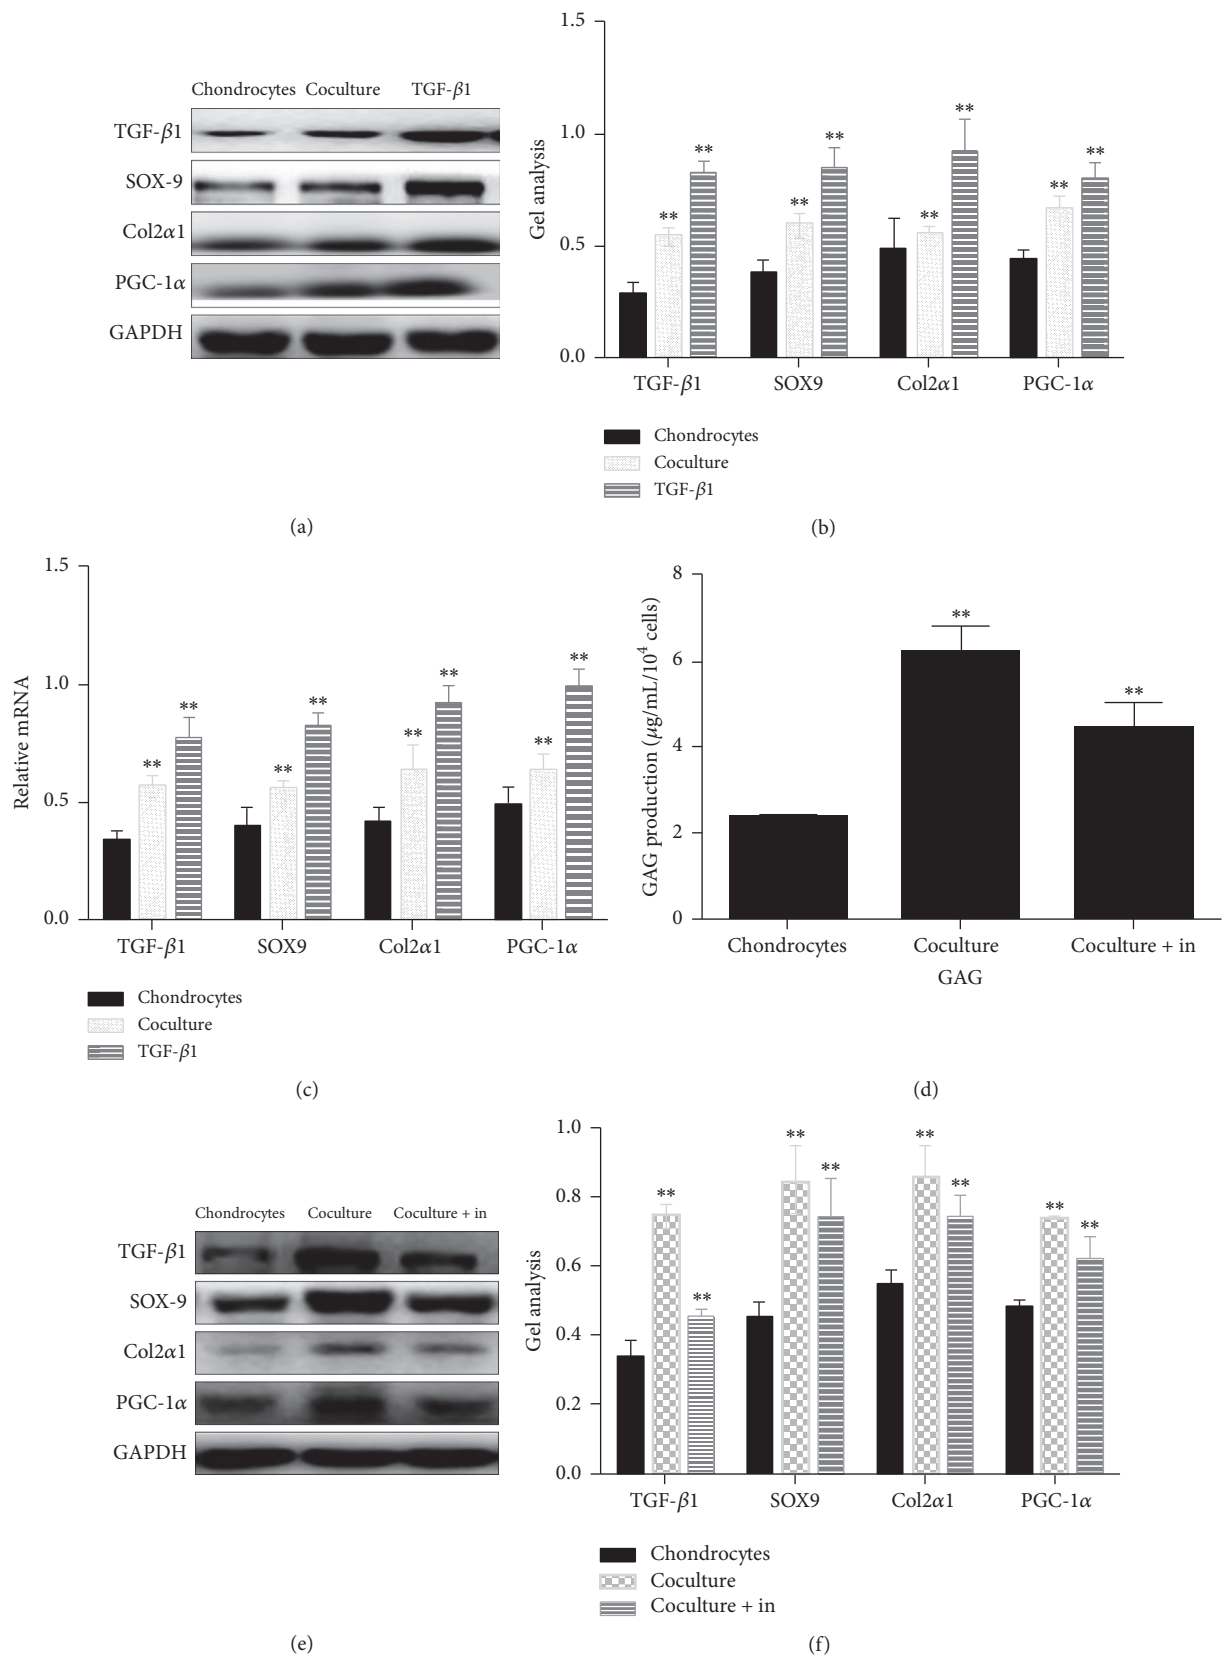 Chondrocytes Coculture TGF-β1
TGF-β1
SOX-9
Col2α1
PGC-1α
GAPDH
(a)
1.5
1.0
0.5
0.0
Gel analysis
** ** ** ** ** ** ** **
TGF-β1 SOX9 Col2α1 PGC-1α
Chondrocytes
Coculture
TGF-β1
(b)
1.5
1.0
0.5
0.0
Relative mRNA
** ** ** ** ** ** ** **
TGF-β1 SOX9 Col2α1 PGC-1α
Chondrocytes
Coculture
TGF-β1
(c)
8
6
4
2
0
GAG production (μg/mL/10⁴ cells)
** **
Chondrocytes Coculture Coculture + in
GAG
(d)
Chondrocytes Coculture Coculture + in
TGF-β1
SOX-9
Col2α1
PGC-1α
GAPDH
(e)
1.0
0.8
0.6
0.4
0.2
0.0
Gel analysis
** ** ** ** ** ** ** **
TGF-β1 SOX9 Col2α1 PGC-1α
Chondrocytes
Coculture
Coculture + in
(f)